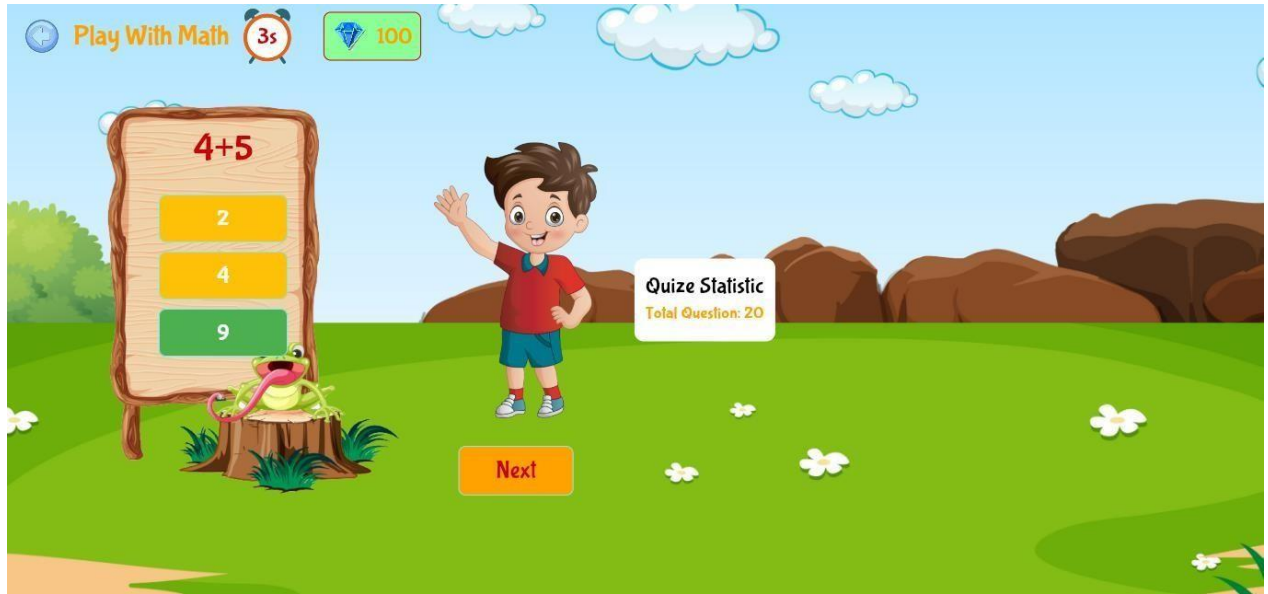 Play With Math
3s
100
4+5
2
4
9
Quize Statistic
Total Question: 20
Next